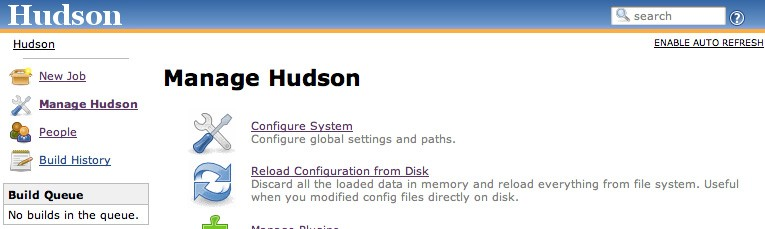 Hudson
search
Hudson
ENABLE AUTO REFRESH
New Job
Manage Hudson
People
Build History
Build Queue
No builds in the queue.
Manage Hudson
Configure System
Configure global settings and paths.
Reload Configuration from Disk
Discard all the loaded data in memory and reload everything from file system. Useful
when you modified config files directly on disk.
Manage Plugins